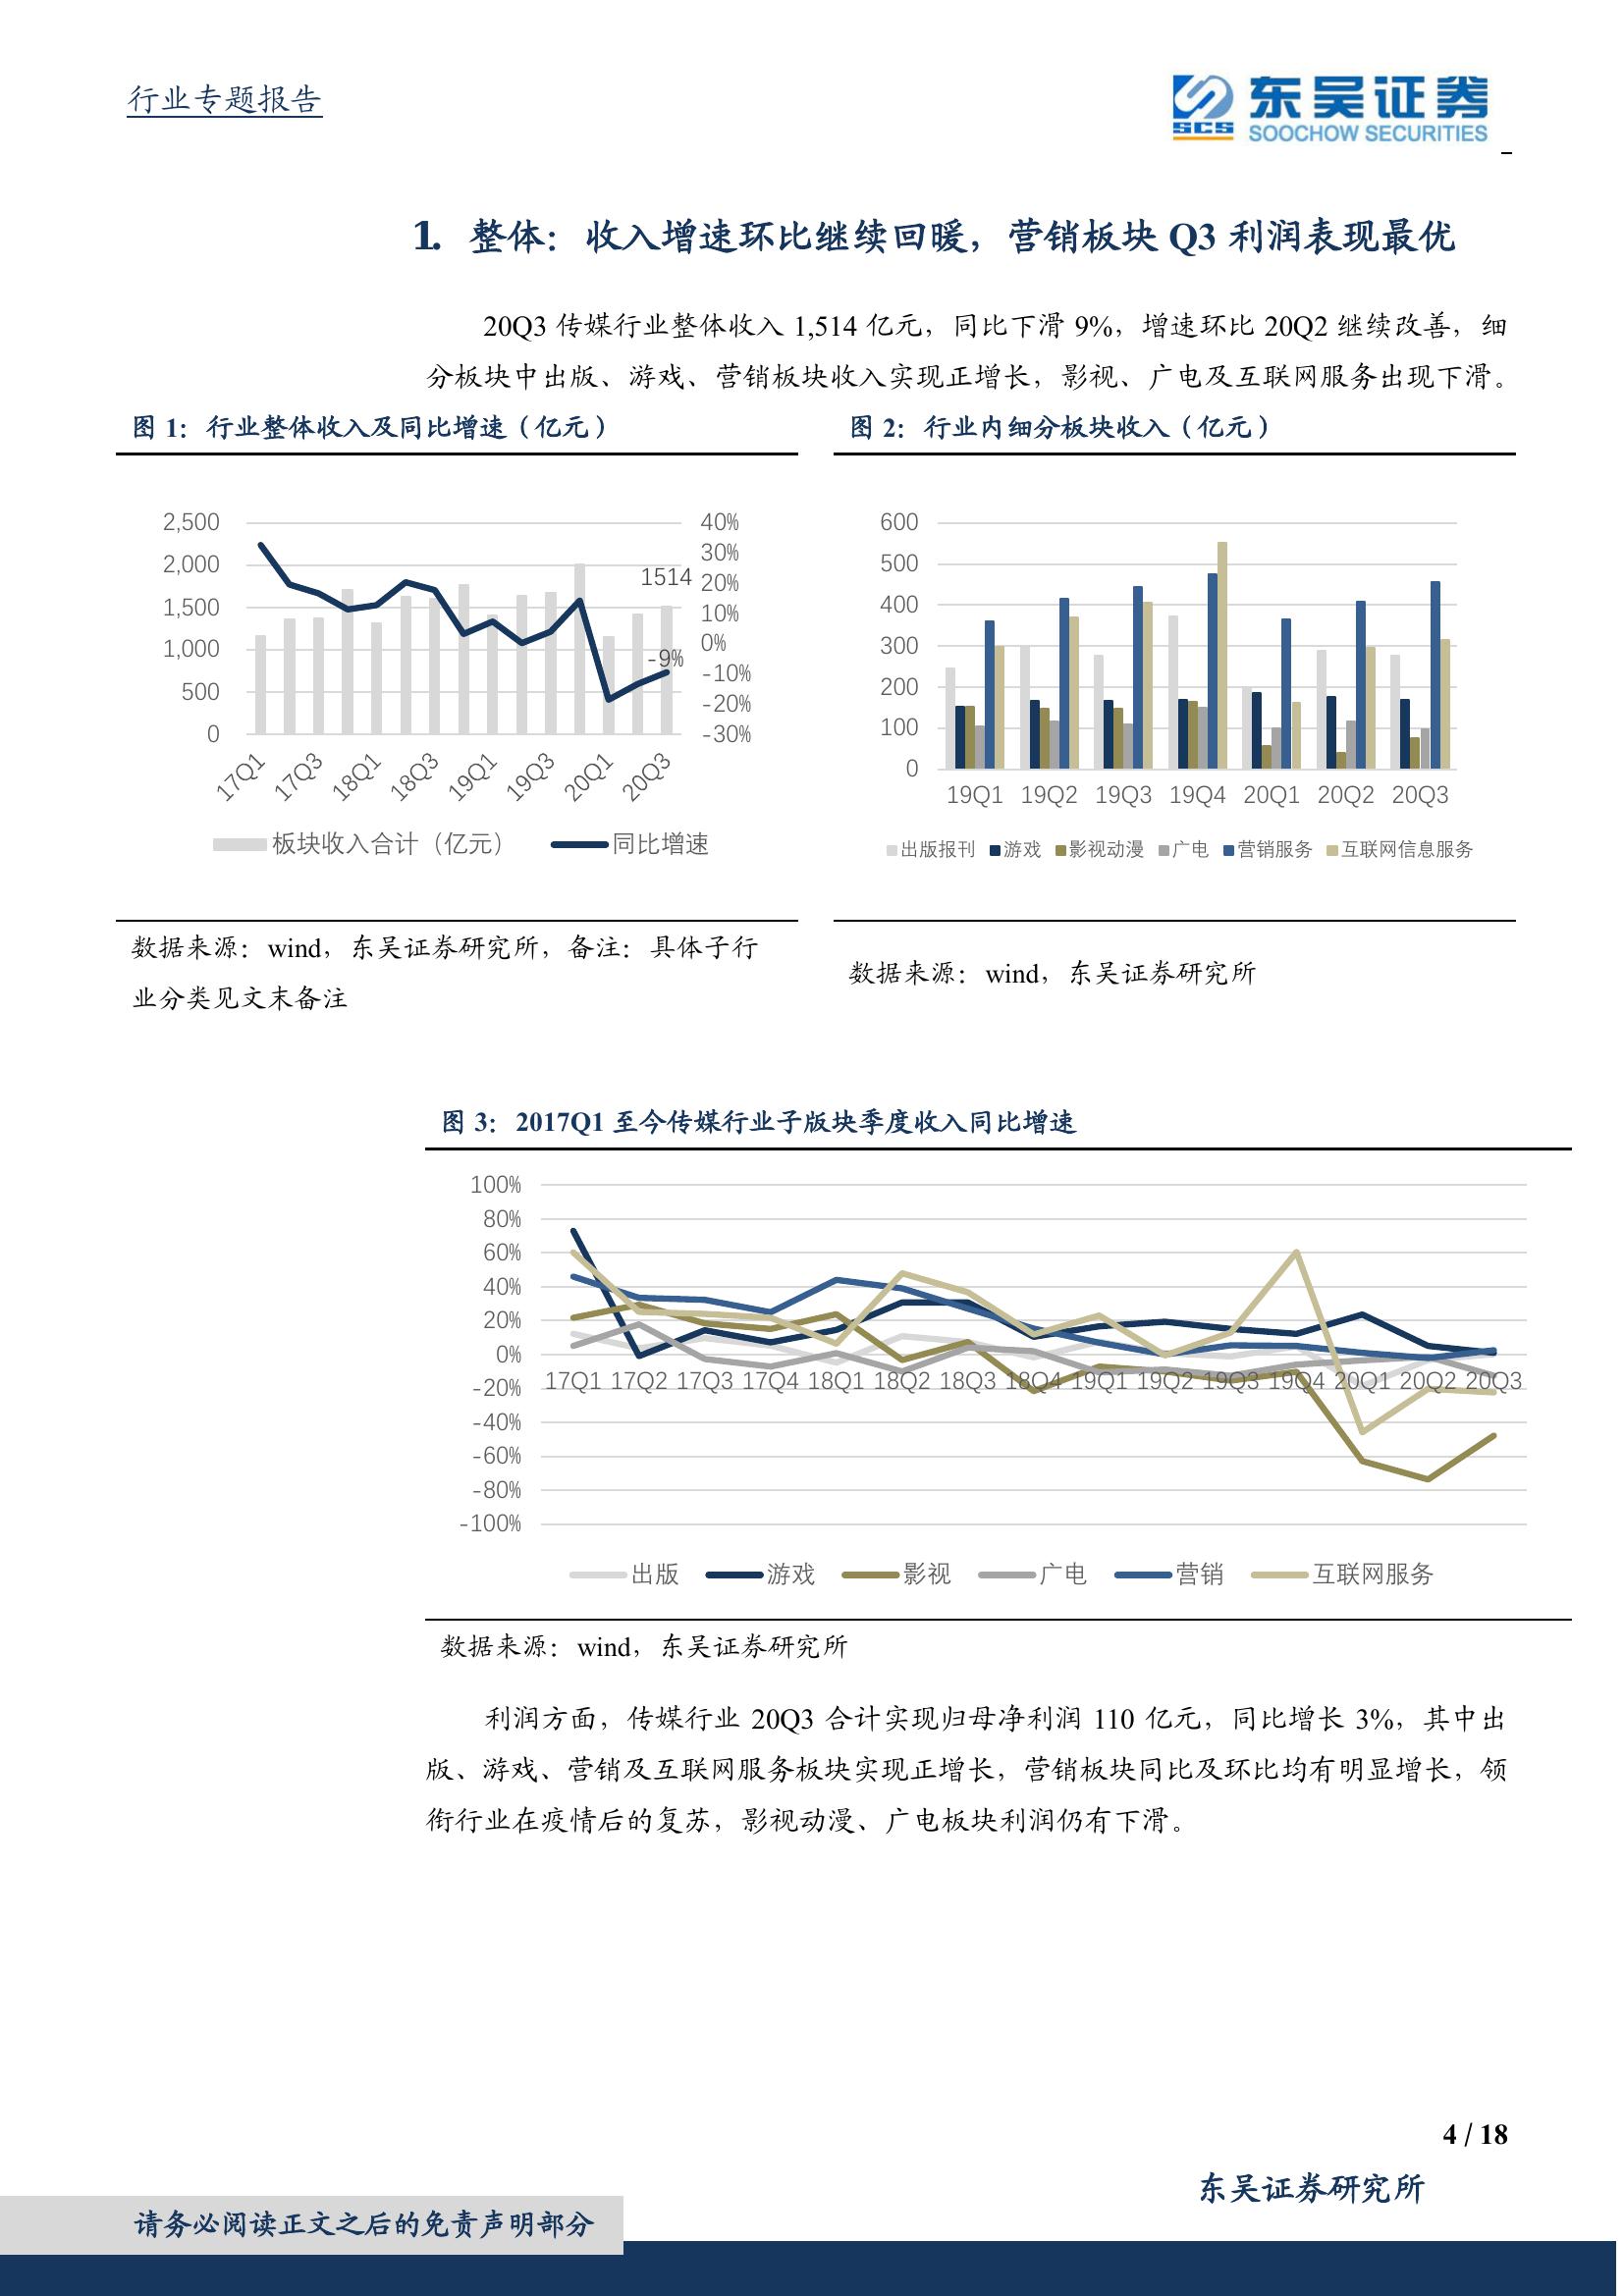 行业专题报告
SCS
东吴证券
SOOCHOW SECURITIES
1. 整体：收入增速环比继续回暖，营销板块 Q3 利润表现最优
20Q3 传媒行业整体收入 1,514 亿元，同比下滑 9%，增速环比 20Q2 继续改善，细
分板块中出版、游戏、营销板块收入实现正增长，影视、广电及互联网服务出现下滑。
图 1：行业整体收入及同比增速（亿元）
2,500
2,000
1,500
1,000
500
0
40%
30%
20%
10%
0%
-10%
-20%
-30%
1514
-9%
17Q1 17Q3 18Q1 18Q3 19Q1 19Q3 20Q1 20Q3
板块收入合计（亿元） 同比增速
数据来源：wind，东吴证券研究所，备注：具体子行
业分类见文末备注
图 2：行业内细分板块收入（亿元）
600
500
400
300
200
100
0
19Q1 19Q2 19Q3 19Q4 20Q1 20Q2 20Q3
出版报刊 游戏 影视动漫 广电 营销服务 互联网信息服务
数据来源：wind，东吴证券研究所
图 3：2017Q1 至今传媒行业子版块季度收入同比增速
100%
80%
60%
40%
20%
0%
-20%
-40%
-60%
-80%
-100%
17Q1 17Q2 17Q3 17Q4 18Q1 18Q2 18Q3 18Q4 19Q1 19Q2 19Q3 19Q4 20Q1 20Q2 20Q3
出版 游戏 影视 广电 营销 互联网服务
数据来源：wind，东吴证券研究所
利润方面，传媒行业 20Q3 合计实现归母净利润 110 亿元，同比增长 3%，其中出
版、游戏、营销及互联网服务板块实现正增长，营销板块同比及环比均有明显增长，领
衔行业在疫情后的复苏，影视动漫、广电板块利润仍有下滑。
4 / 18
东吴证券研究所
请务必阅读正文之后的免责声明部分